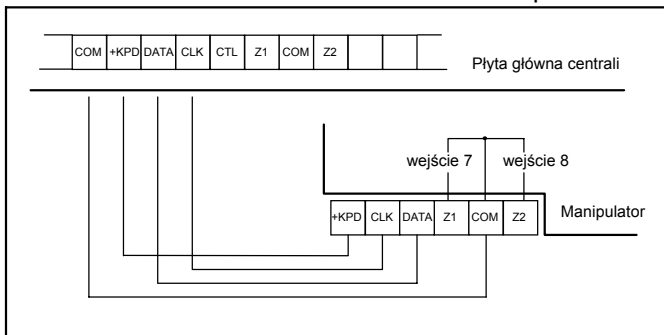 COM +KPD DATA CLK CTL Z1 COM Z2
Płyta główna centrali
wejście 7 wejście 8
+KPD CLK DATA Z1 COM Z2
Manipulator